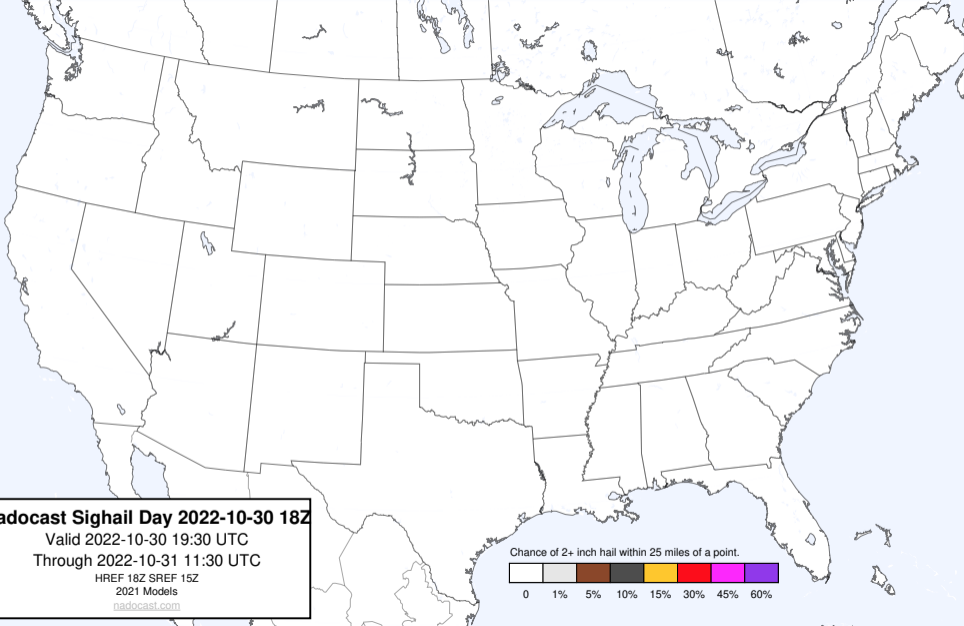 adocast Sighail Day 2022-10-30 18Z
Valid 2022-10-30 19:30 UTC
Through 2022-10-31 11:30 UTC
HREF 18Z SREF 15Z
2021 Models
nadocast.com
Chance of 2+ inch hail within 25 miles of a point.
0 1% 5% 10% 15% 30% 45% 60%